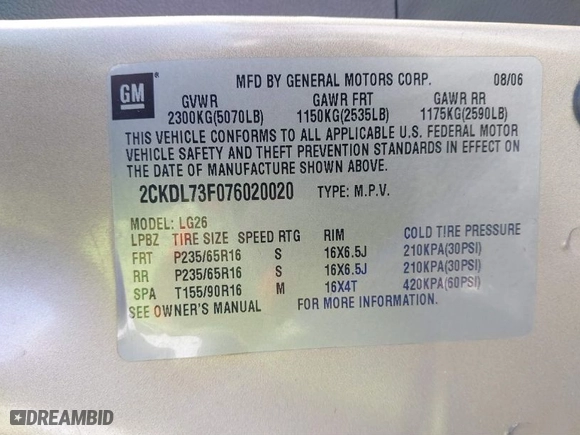 MFD BY GENERAL MOTORS CORP. 08/06
GM
GVWR GAWR FRT GAWR RR
2300KG(5070LB) 1150KG(2535LB) 1175KG(2590LB)
THIS VEHICLE CONFORMS TO ALL APPLICABLE U.S. FEDERAL MOTOR
VEHICLE SAFETY AND THEFT PREVENTION STANDARDS IN EFFECT ON
THE DATE OF MANUFACTURE SHOWN ABOVE.
2CKDL73F076020020 TYPE: M.P.V.
MODEL: LG26
LPBZ TIRE SIZE SPEED RTG RIM COLD TIRE PRESSURE
FRT P235/65R16 S 16X6.5J 210KPA(30PSI)
RR P235/65R16 S 16X6.5J 210KPA(30PSI)
SPA T155/90R16 M 16X4T 420KPA(60PSI)
SEE OWNER'S MANUAL FOR MORE INFORMATION.
DREAMBID